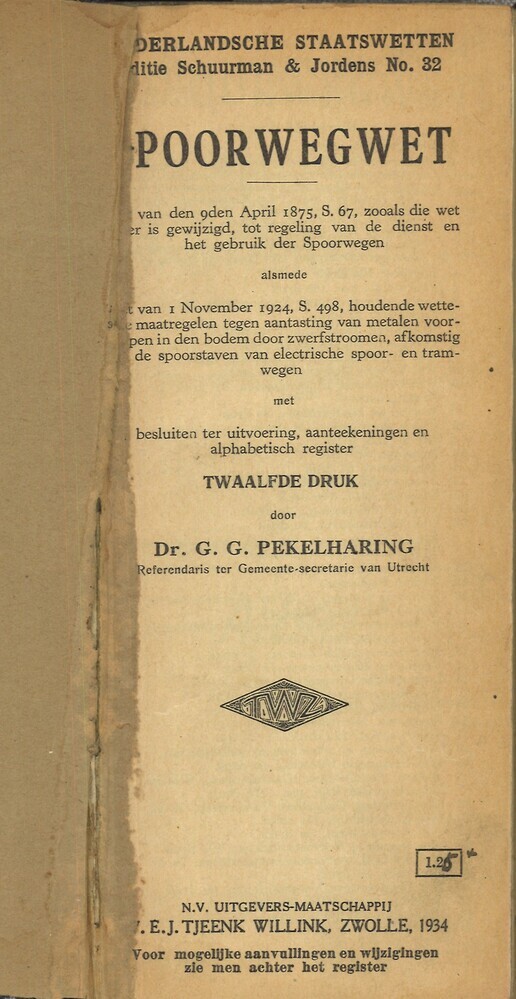 DERLANDSCHE STAATSWETTEN
ditie Schuurman & Jordens No. 32
POORWEGWET
van den 9den April 1875, S. 67, zooals die wet
er is gewijzigd, tot regeling van de dienst en
het gebruik der Spoorwegen
alsmede
t van 1 November 1924, S. 498, houdende wette-
maatregelen tegen aantasting van metalen voor-
pen in den bodem door zwerfstroomen, afkomstig
de spoorstaven van electrische spoor- en tram-
wegen
met
besluiten ter uitvoering, aanteekeningen en
alphabetisch register
TWAALFDE DRUK
door
Dr. G. G. PEKELHARING
Referendaris ter Gemeente-secretarie van Utrecht
N.V. UITGEVERS-MAATSCHAPPIJ
. E. J. TJEENK WILLINK, ZWOLLE, 1934
Voor mogelijke aanvullingen en wijzigingen
zie men achter het register